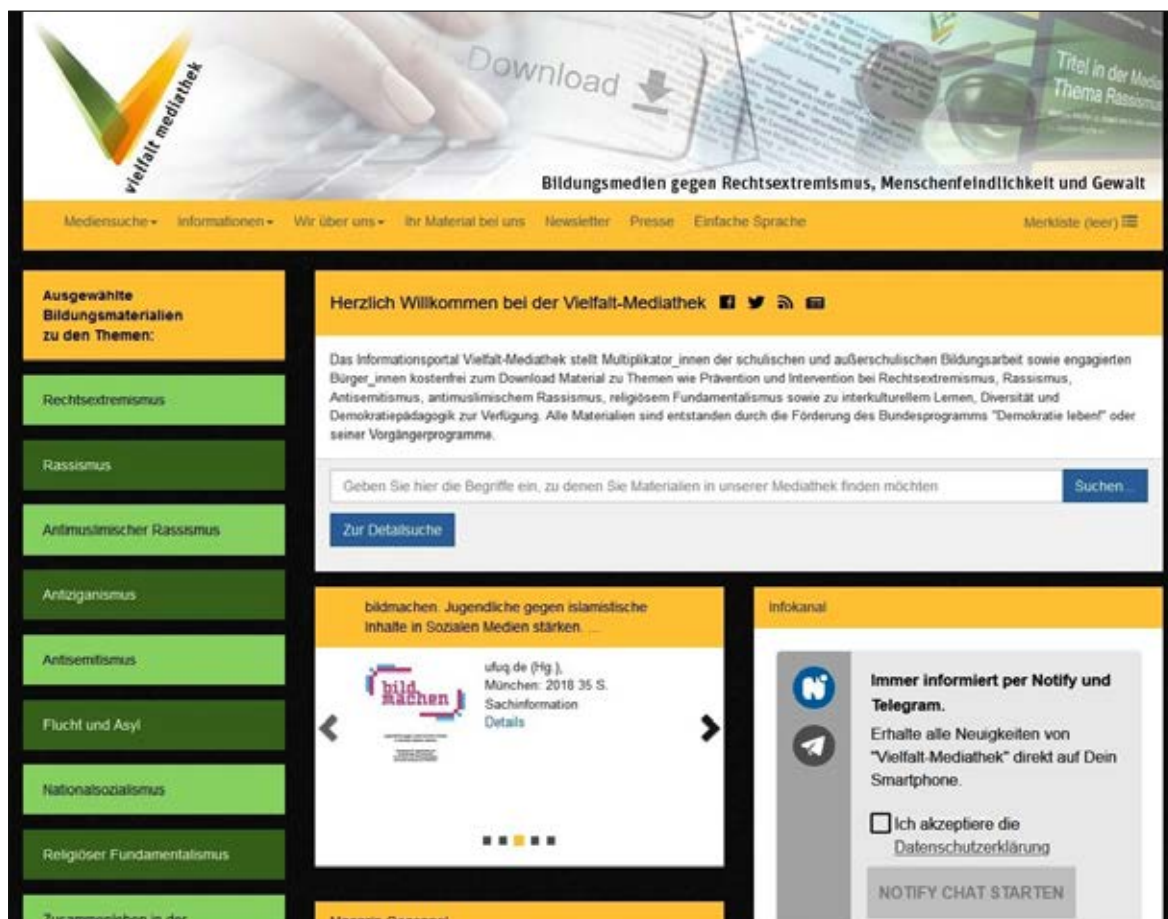 vielfalt mediathek
Download
Titel in der
Thema Rassismus
Bildungsmedien gegen Rechtsextremismus, Menschenfeindlichkeit und Gewalt
Mediensuche Informationen Wir über uns Ihr Material bei uns Newsletter Presse Einfache Sprache Merkliste (leer)
Ausgewählte
Bildungsmaterialien
zu den Themen:
Rechtsextremismus
Rassismus
Antimuslimischer Rassismus
Antiziganismus
Antisemitismus
Flucht und Asyl
Nationalsozialismus
Religiöser Fundamentalismus
Zusammenleben in der
Herzlich Willkommen bei der Vielfalt-Mediathek
Das Informationsportal Vielfalt-Mediathek stellt Multiplikator_innen der schulischen und außerschulischen Bildungsarbeit sowie engagierten
Bürger_innen kostenfrei zum Download Material zu Themen wie Prävention und Intervention bei Rechtsextremismus, Rassismus,
Antisemitismus, antimuslimischem Rassismus, religiösem Fundamentalismus sowie zu interkulturellem Lernen, Diversität und
Demokratiepädagogik zur Verfügung. Alle Materialien sind entstanden durch die Förderung des Bundesprogramms "Demokratie leben!" oder
seiner Vorgängerprogramme.
Geben Sie hier die Begriffe ein, zu denen Sie Materialien in unserer Mediathek finden möchten
Suchen...
Zur Detailsuche
bildmachen. Jugendliche gegen islamistische
Inhalte in Sozialen Medien stärken. ...
bild
machen
ufuq.de (Hg.),
München: 2018 35 S.
Sachinformation
Details
Infokanal
Immer informiert per Notify und
Telegram.
Erhalte alle Neuigkeiten von
"Vielfalt-Mediathek" direkt auf Dein
Smartphone.
Ich akzeptiere die
Datenschutzerklärung
NOTIFY CHAT STARTEN